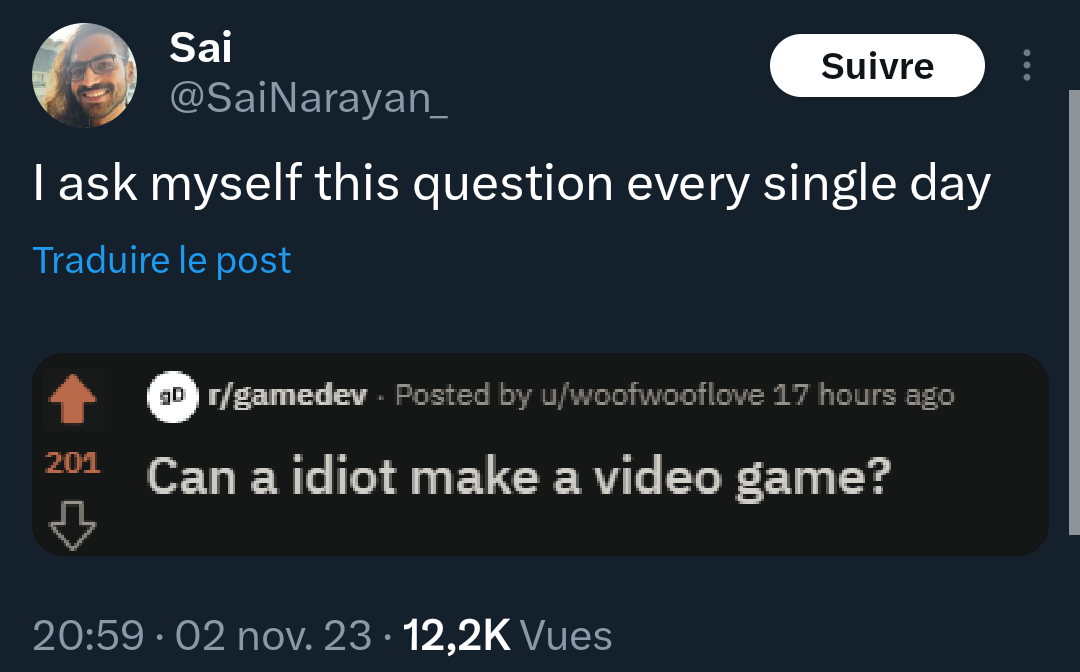 Sai
@SaiNarayan_
Suivre
I ask myself this question every single day
Traduire le post
gD r/gamedev · Posted by u/woofwooflove 17 hours ago
201
Can a idiot make a video game?
20:59 · 02 nov. 23 · 12,2K Vues